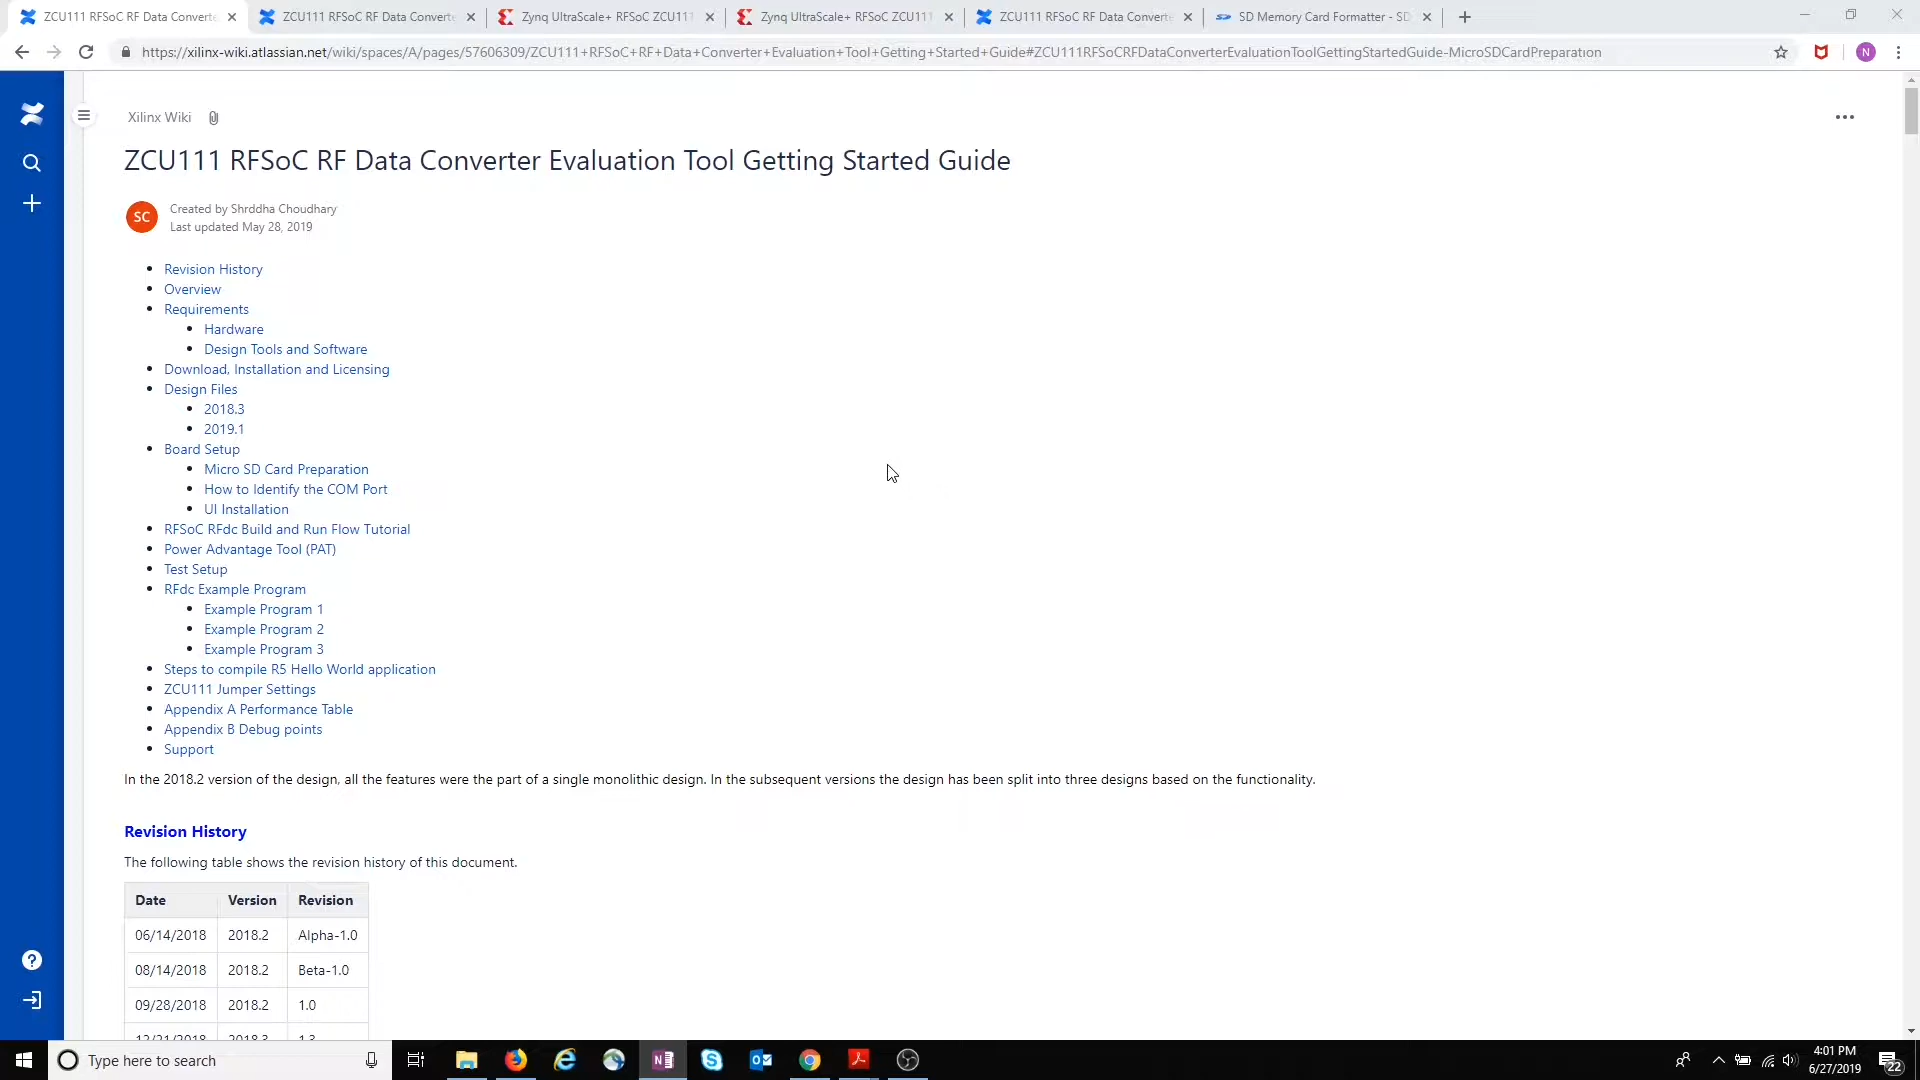 ZCU111 RFSoC RF Data Converte
ZCU111 RFSoC RF Data Converte
Zynq UltraScale+ RFSoC ZCU111
Zynq UltraScale+ RFSoC ZCU111
ZCU111 RFSoC RF Data Converte
SD Memory Card Formatter - SD
https://xilinx-wiki.atlassian.net/wiki/spaces/A/pages/57606309/ZCU111+RFSoC+RF+Data+Converter+Evaluation+Tool+Getting+Started+Guide#ZCU111RFSoCRFDataConverterEvaluationToolGettingStartedGuide-MicroSDCardPreparation
N
Xilinx Wiki
ZCU111 RFSoC RF Data Converter Evaluation Tool Getting Started Guide
SC
Created by Shrddha Choudhary
Last updated May 28, 2019
Revision History
Overview
Requirements
Hardware
Design Tools and Software
Download, Installation and Licensing
Design Files
2018.3
2019.1
Board Setup
Micro SD Card Preparation
How to Identify the COM Port
UI Installation
RFSoC RFdc Build and Run Flow Tutorial
Power Advantage Tool (PAT)
Test Setup
RFdc Example Program
Example Program 1
Example Program 2
Example Program 3
Steps to compile R5 Hello World application
ZCU111 Jumper Settings
Appendix A Performance Table
Appendix B Debug points
Support
In the 2018.2 version of the design, all the features were the part of a single monolithic design. In the subsequent versions the design has been split into three designs based on the functionality.
Revision History
The following table shows the revision history of this document.
Date Version Revision
06/14/2018 2018.2 Alpha-1.0
08/14/2018 2018.2 Beta-1.0
09/28/2018 2018.2 1.0
12/21/2018 2018.3 1.3
Type here to search
4:01 PM
6/27/2019
22